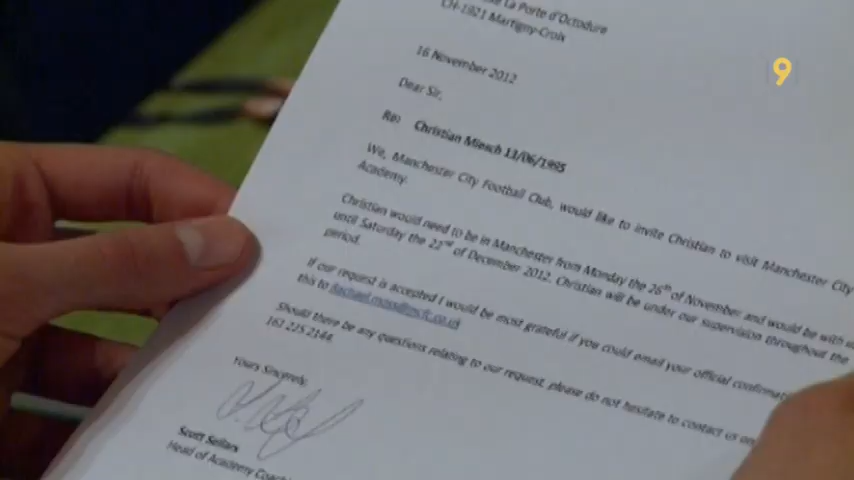 La Porte d'Octodure
CH-1921 Martigny-Croix
9
16 November 2012
Dear Sir,
Re: Christian Miesch 13/06/1995
We, Manchester City Football Club, would like to invite Christian to visit Manchester City
Academy.
Christian would need to be in Manchester from Monday the 26th of November and would be with
until Saturday the 22nd of December 2012. Christian will be under our supervision throughout the
period.
If our request is accepted I would be most grateful if you could email your official
this to
Should there be any questions relating to our request, please do not hesitate to contact us
161 225 2144.
Yours Sincerely,
Scott Sellars
Head of Academy